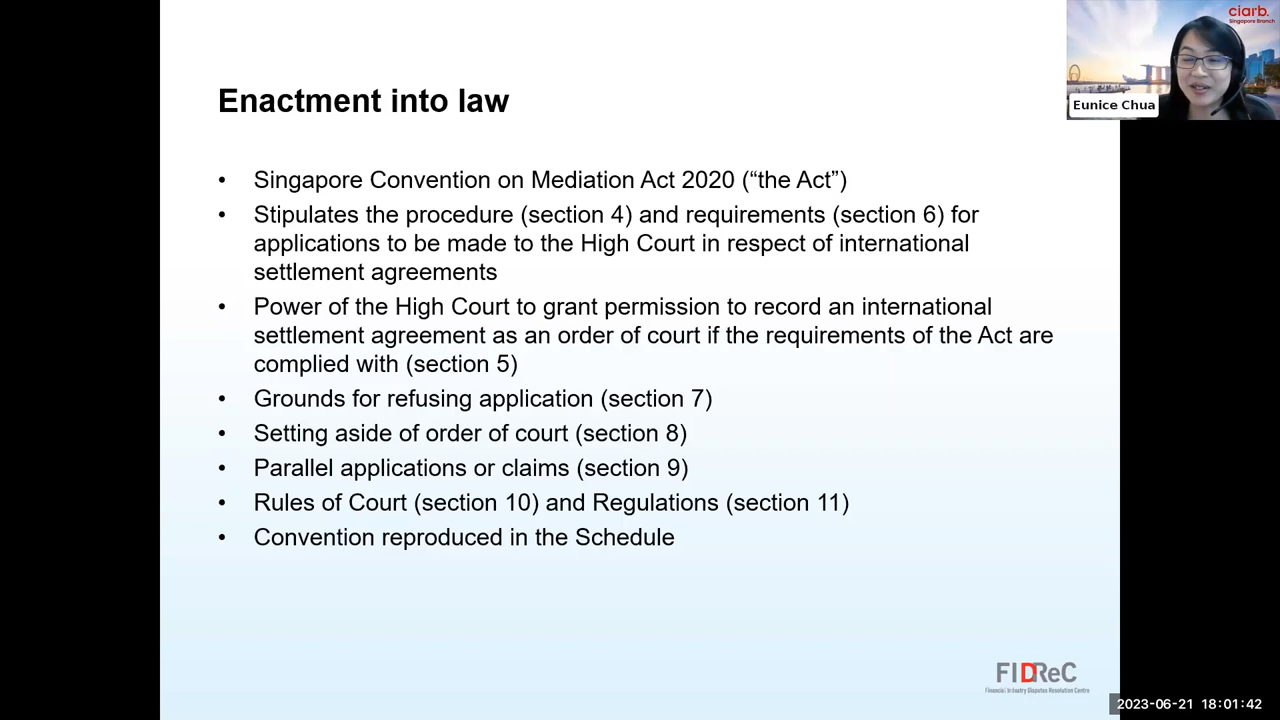 ciarb.
Singapore Branch
Eunice Chua
Enactment into law
• Singapore Convention on Mediation Act 2020 (“the Act”)
• Stipulates the procedure (section 4) and requirements (section 6) for
applications to be made to the High Court in respect of international
settlement agreements
• Power of the High Court to grant permission to record an international
settlement agreement as an order of court if the requirements of the Act are
complied with (section 5)
• Grounds for refusing application (section 7)
• Setting aside of order of court (section 8)
• Parallel applications or claims (section 9)
• Rules of Court (section 10) and Regulations (section 11)
• Convention reproduced in the Schedule
FIDReC
Financial Industry Disputes Resolution Centre
2023-06-21 18:01:42